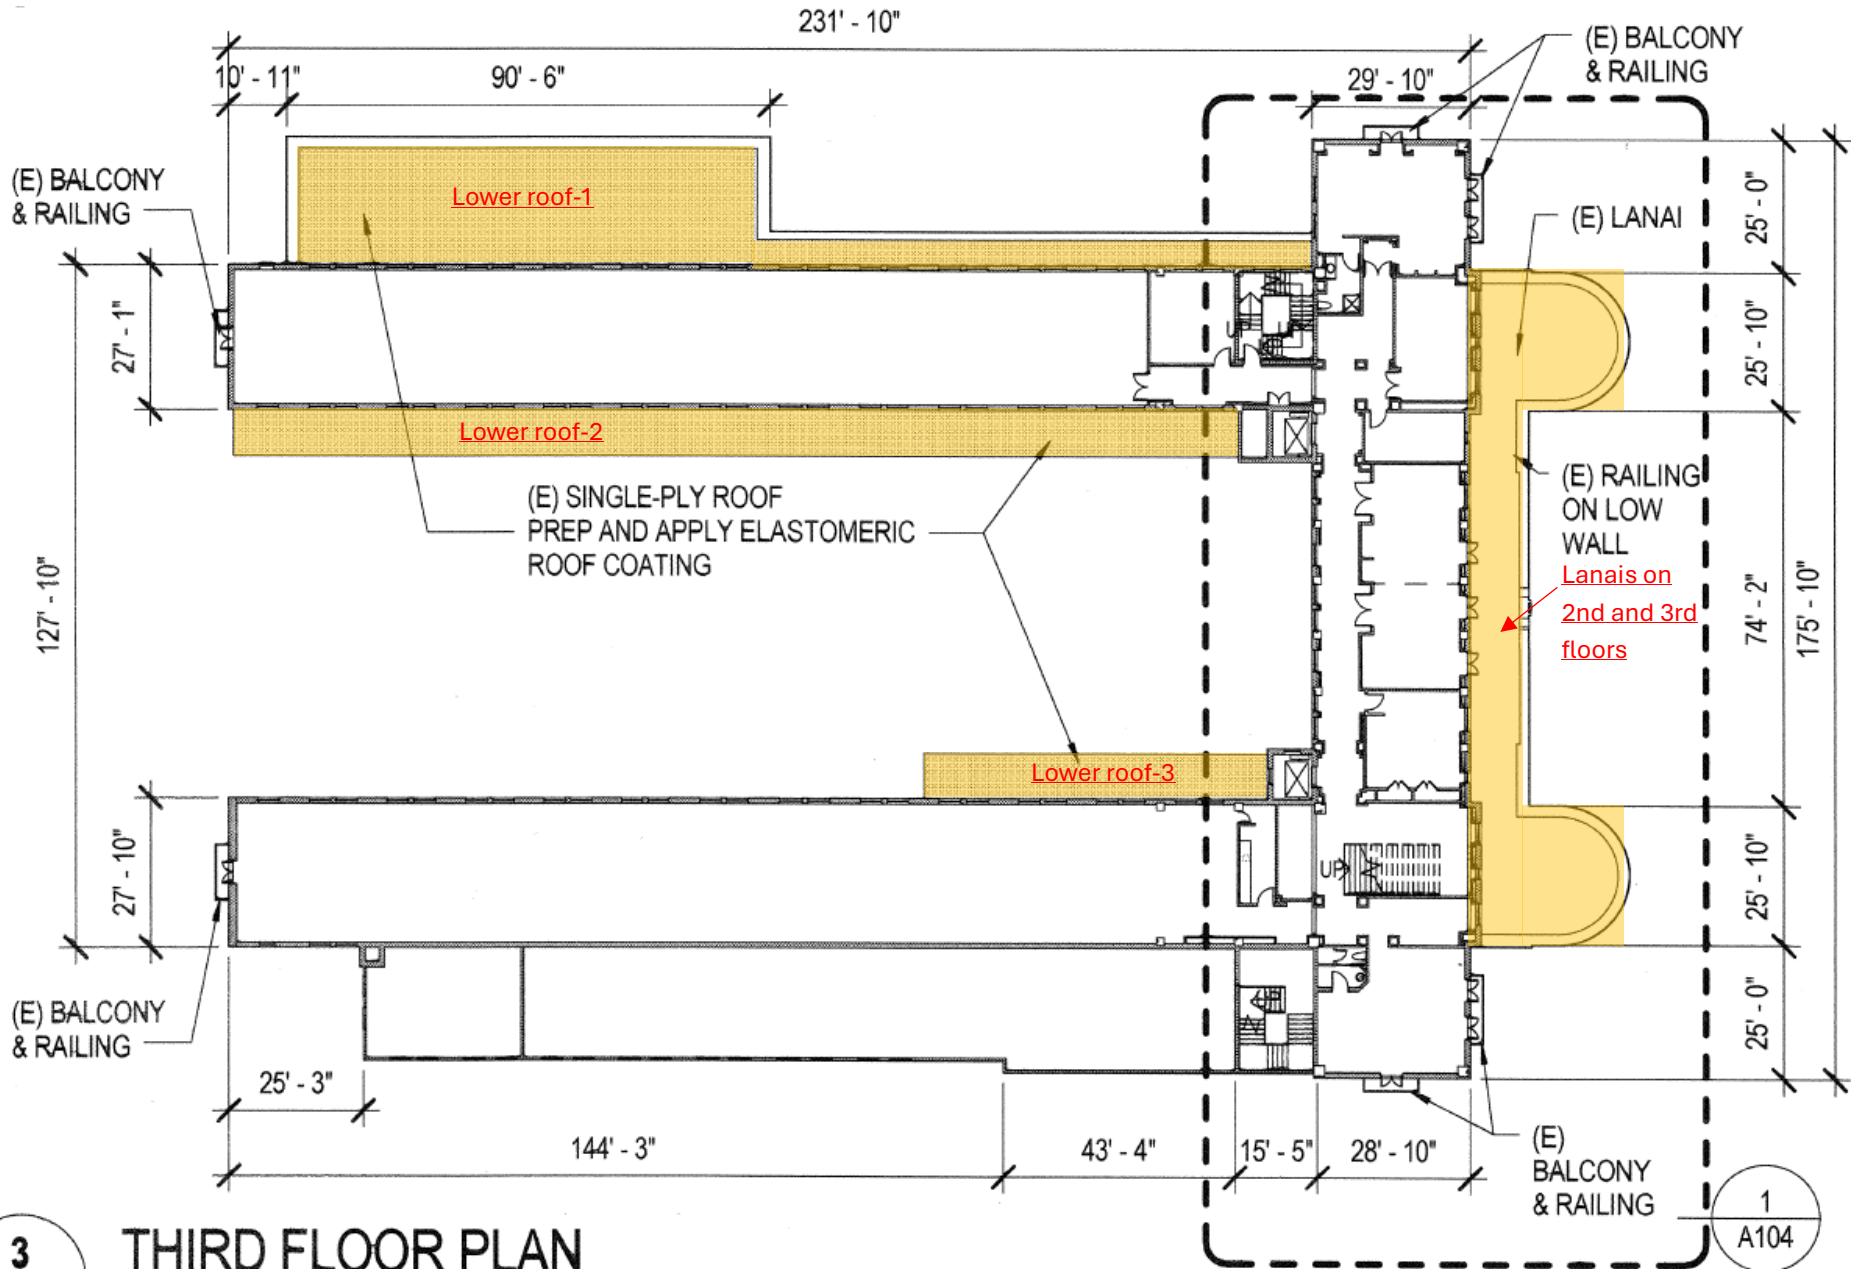 231' - 10"
10' - 11"
90' - 6"
29' - 10"
(E) BALCONY
& RAILING
(E) BALCONY
& RAILING
Lower roof-1
25' - 0"
(E) LANAI
27' - 1"
25' - 10"
Lower roof-2
(E) SINGLE-PLY ROOF
PREP AND APPLY ELASTOMERIC
ROOF COATING
(E) RAILING
ON LOW
WALL
Lanais on
2nd and 3rd
floors
127' - 10"
74' - 2"
175' - 10"
Lower roof-3
27' - 10"
UP
25' - 10"
(E) BALCONY
& RAILING
25' - 0"
25' - 3"
144' - 3"
43' - 4"
15' - 5"
28' - 10"
(E)
BALCONY
& RAILING
1
A104
3
THIRD FLOOR PLAN